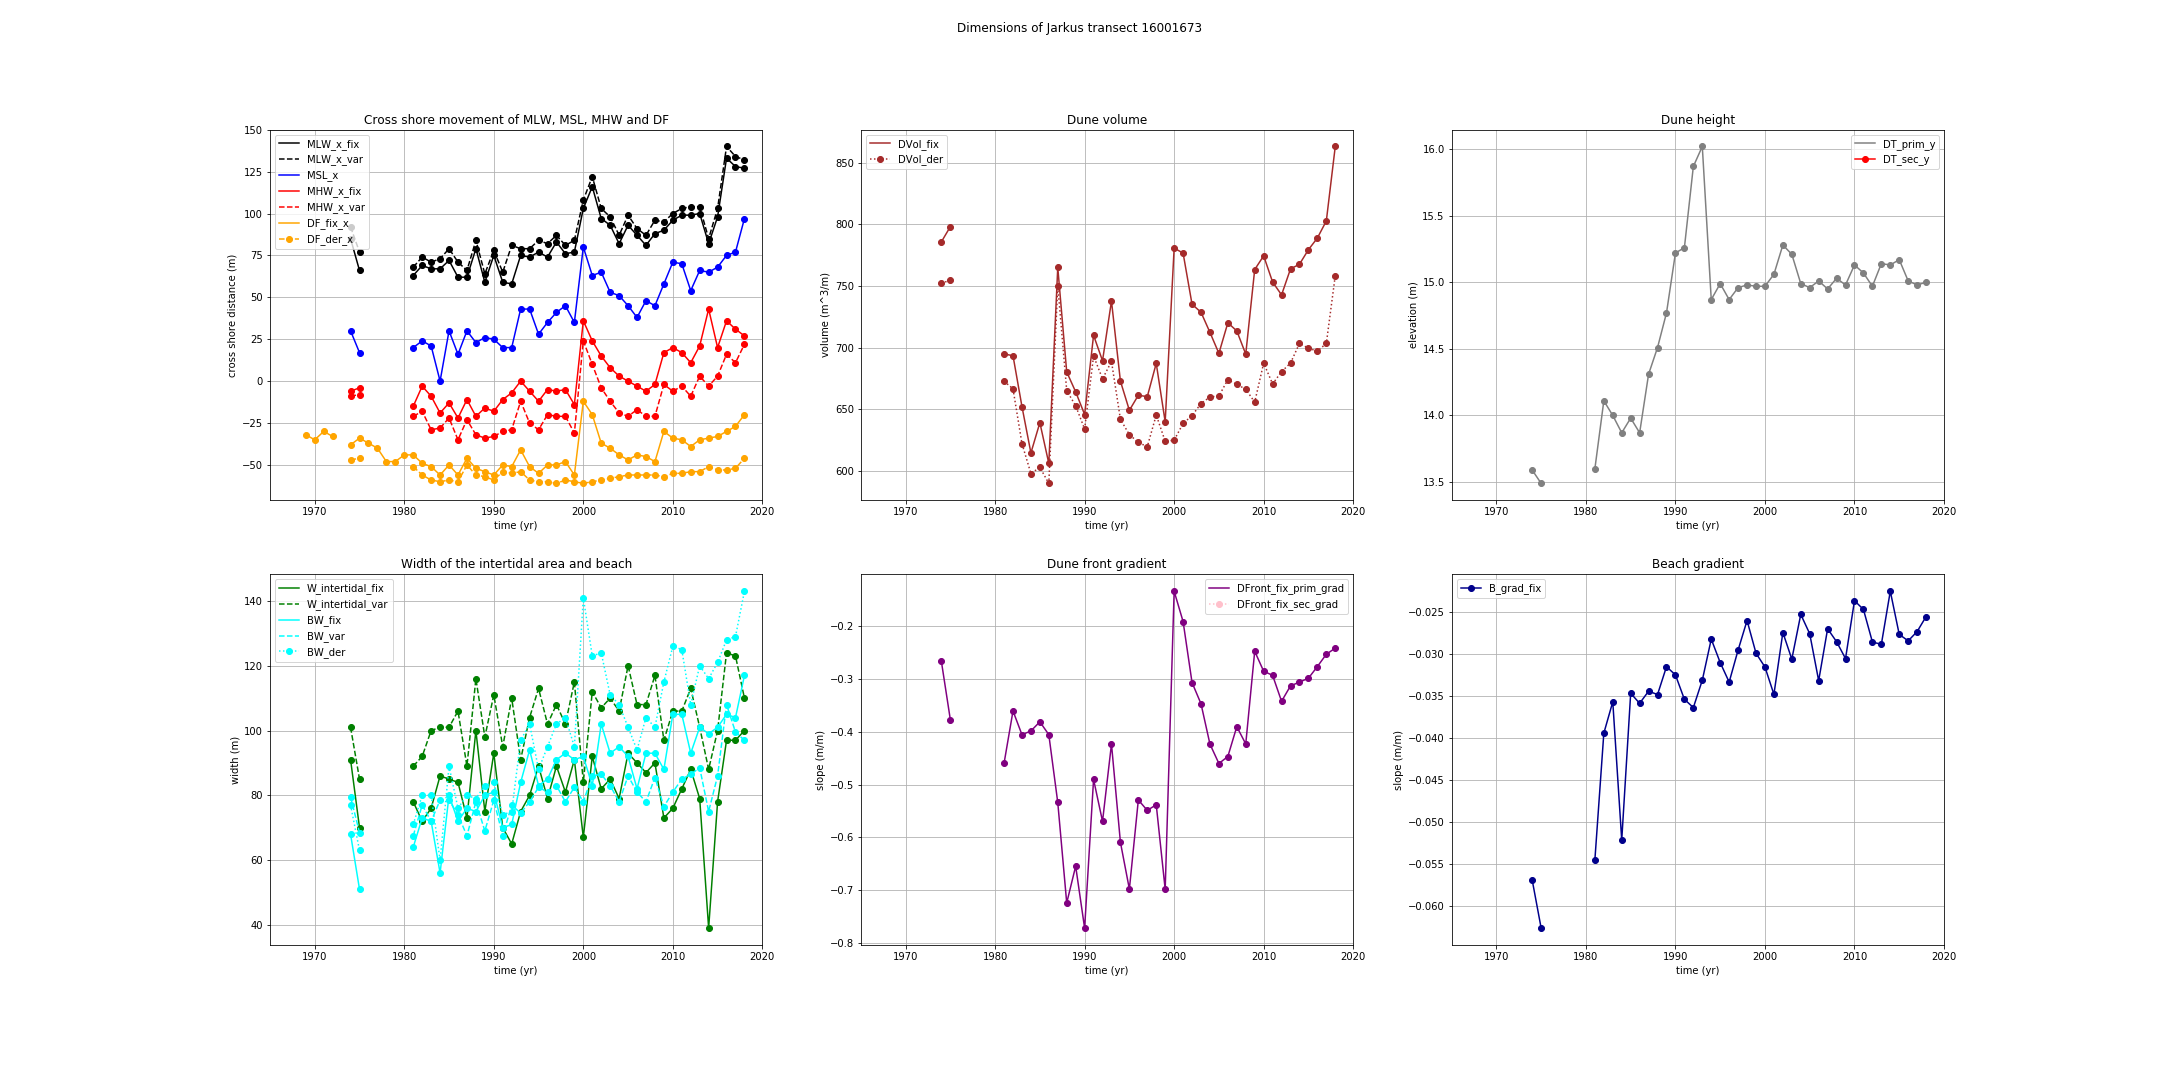 Dimensions of Jarkus transect 16001673
Cross shore movement of MLW, MSL, MHW and DF
cross shore distance (m)
150
125
100
75
50
25
0
−25
−50
MLW_x_fix
MLW_x_var
MSL_x
MHW_x_fix
MHW_x_var
DF_fix_x
DF_der_x
1970 1980 1990 2000 2010 2020
time (yr)
Dune volume
volume (m^3/m)
850
800
750
700
650
600
DVol_fix
DVol_der
1970 1980 1990 2000 2010 2020
time (yr)
Dune height
elevation (m)
16.0
15.5
15.0
14.5
14.0
13.5
DT_prim_y
DT_sec_y
1970 1980 1990 2000 2010 2020
time (yr)
Width of the intertidal area and beach
width (m)
140
120
100
80
60
40
W_intertidal_fix
W_intertidal_var
BW_fix
BW_var
BW_der
1970 1980 1990 2000 2010 2020
time (yr)
Dune front gradient
slope (m/m)
−0.2
−0.3
−0.4
−0.5
−0.6
−0.7
−0.8
DFront_fix_prim_grad
DFront_fix_sec_grad
1970 1980 1990 2000 2010 2020
time (yr)
Beach gradient
slope (m/m)
−0.025
−0.030
−0.035
−0.040
−0.045
−0.050
−0.055
−0.060
B_grad_fix
1970 1980 1990 2000 2010 2020
time (yr)